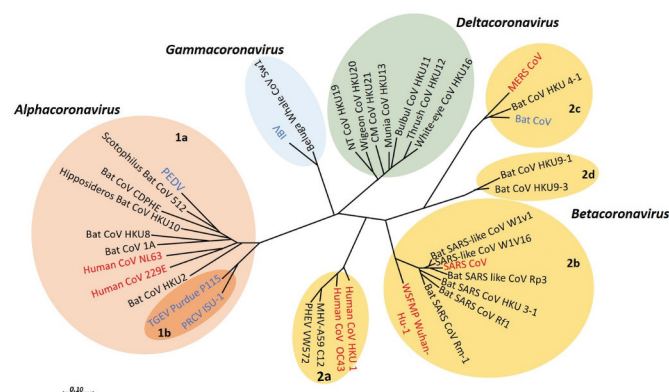 Deltacoronavirus
Gammacoronavirus
Alphacoronavirus
Betacoronavirus
1a
Scotophilus Bat CoV 512
PEDV
Bat CoV CDPHE
Hipposideros Bat CoV HKU10
Bat CoV HKU8
Bat CoV 1A
Human CoV NL63
Human CoV 229E
Bat CoV HKU2
TGEV Purdue P115
PRCV ISU-1
1b
IBV
Beluga Whale CoV SW1
NT CoV HKU19
Wigeon CoV HKU20
CM CoV HKU21
Munia CoV HKU13
Bulbul CoV HKU11
Thrush CoV HKU12
White-eye CoV HKU16
MERS CoV
Bat CoV HKU 4-1
2c
Bat CoV
Bat CoV HKU9-1
2d
Bat CoV HKU9-3
Bat SARS-like CoV W1v1
Bat SARS-like CoV W1V16
SARS CoV
2b
Bat SARS like CoV Rp3
Bat SARS CoV HKU 3-1
Bat SARS CoV Rf1
Bat SARS CoV Rm-1
WSFMP Wuhan-
Hu-1
Human CoV HKU 1
Human CoV OC43
MHV-A59 C12
PHEV VW572
2a
0.10